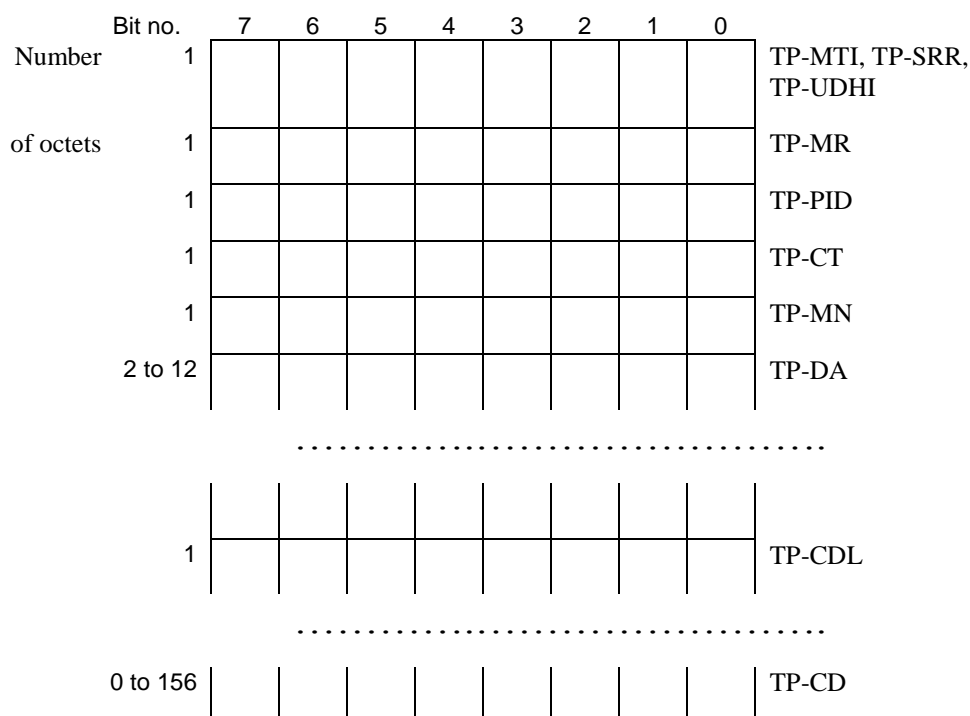 Bit no. 7 6 5 4 3 2 1 0
Number 1 TP-MTI, TP-SRR,
TP-UDHI
of octets 1 TP-MR
1 TP-PID
1 TP-CT
1 TP-MN
2 to 12 TP-DA
1 TP-CDL
0 to 156 TP-CD